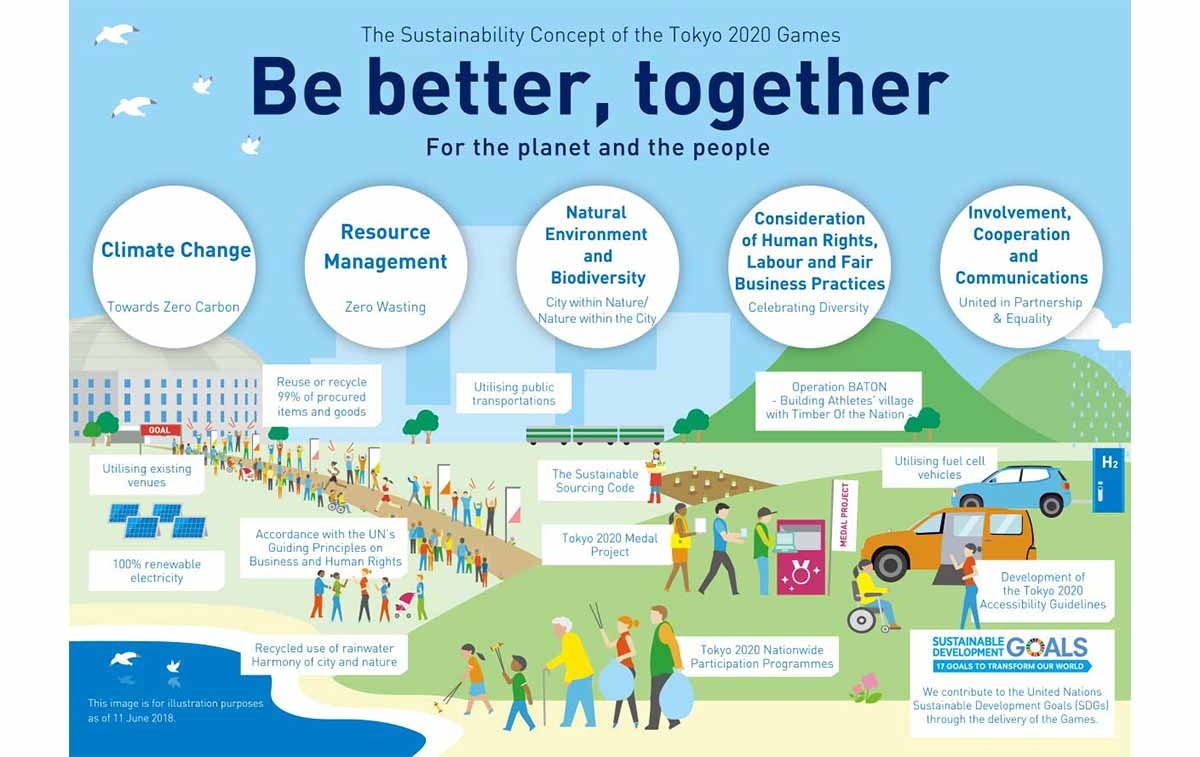 The Sustainability Concept of the Tokyo 2020 Games
Be better, together
For the planet and the people
Climate Change
Towards Zero Carbon
Resource
Management
Zero Wasting
Natural
Environment
and
Biodiversity
City within Nature/
Nature within the City
Consideration
of Human Rights,
Labour and Fair
Business Practices
Celebrating Diversity
Involvement,
Cooperation
and
Communications
United in Partnership
& Equality
Reuse or recycle
99% of procured
items and goods
Utilising public
transportations
Operation BATON
- Building Athletes' village
with Timber Of the Nation -
GOAL
Utilising existing
venues
The Sustainable
Sourcing Code
Utilising fuel cell
vehicles
H2
Accordance with the UN's
Guiding Principles on
Business and Human Rights
Tokyo 2020 Medal
Project
MEDAL PROJECT
100% renewable
electricity
Development of
the Tokyo 2020
Accessibility Guidelines
Recycled use of rainwater
Harmony of city and nature
Tokyo 2020 Nationwide
Participation Programmes
SUSTAINABLE
DEVELOPMENT
GOALS
17 GOALS TO TRANSFORM OUR WORLD
We contribute to the United Nations
Sustainable Development Goals (SDGs)
through the delivery of the Games.
This image is for illustration purposes
as of 11 June 2018.